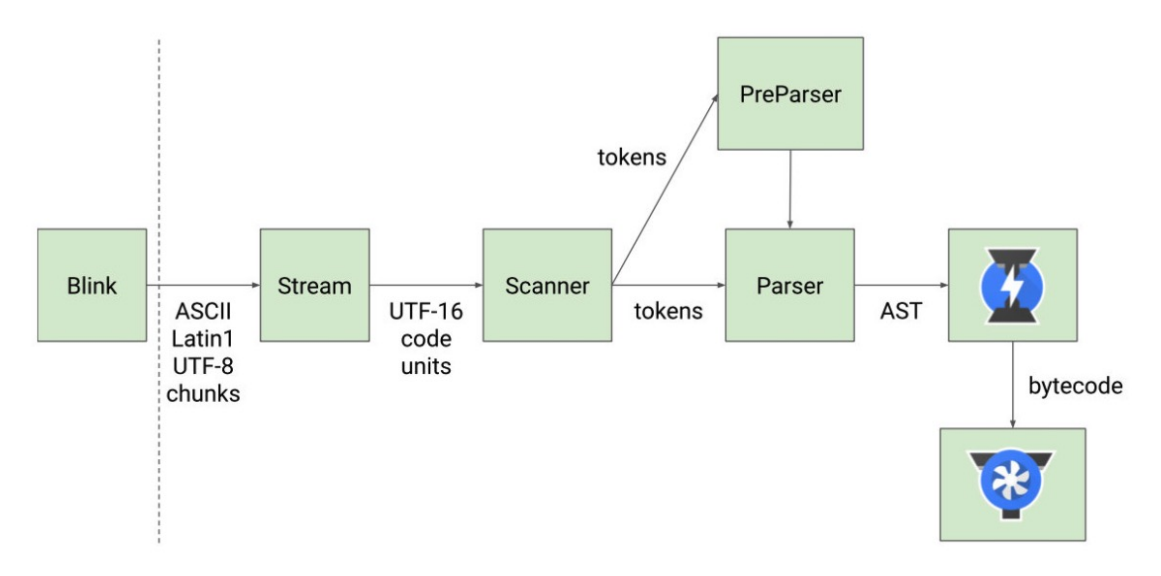 PreParser
tokens
Blink
Stream
Scanner
Parser
ASCII
Latin1
UTF-8
chunks
UTF-16
code
units
tokens
AST
bytecode